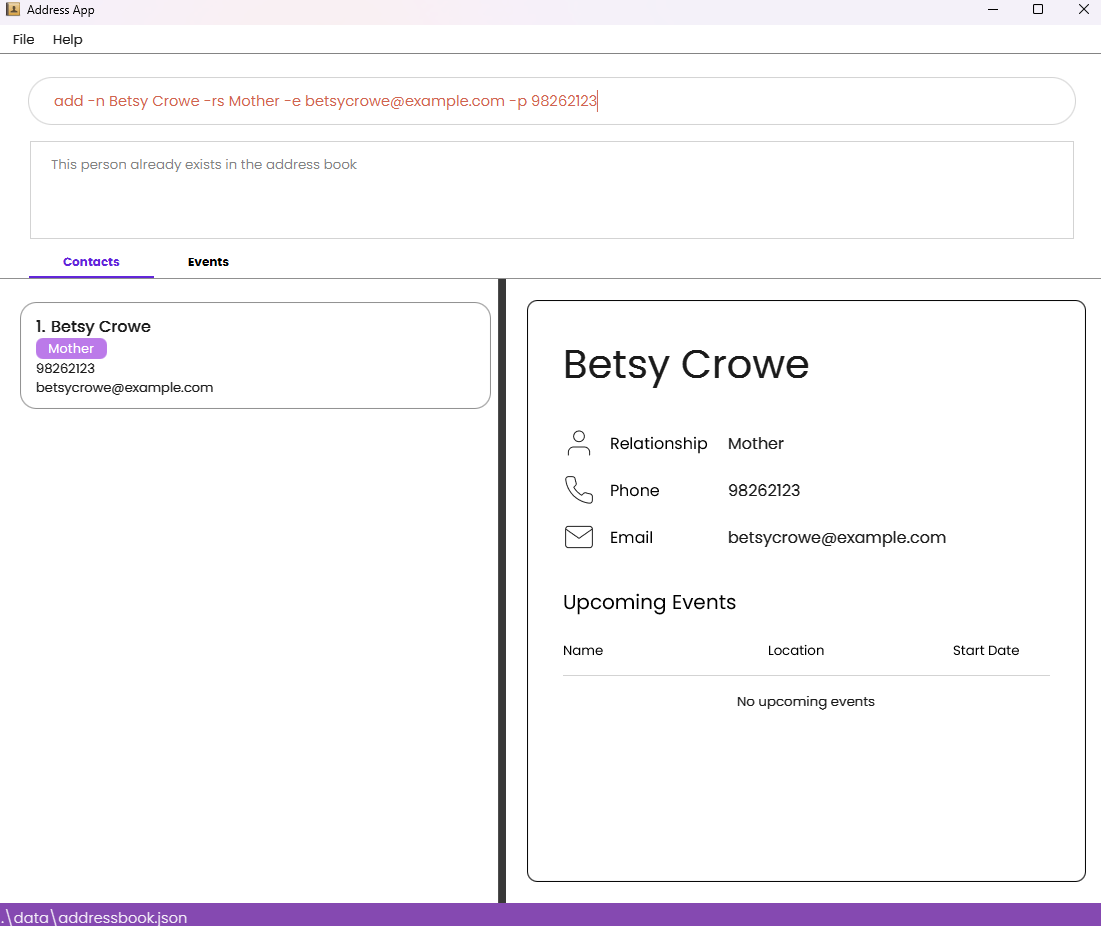 Address App
File Help
add -n Betsy Crowe -rs Mother -e betsycrowe@example.com -p 98262123
This person already exists in the address book
Contacts Events
1. Betsy Crowe
Mother
98262123
betsycrowe@example.com
Betsy Crowe
Relationship Mother
Phone 98262123
Email betsycrowe@example.com
Upcoming Events
Name Location Start Date
No upcoming events
.\data\addressbook.json